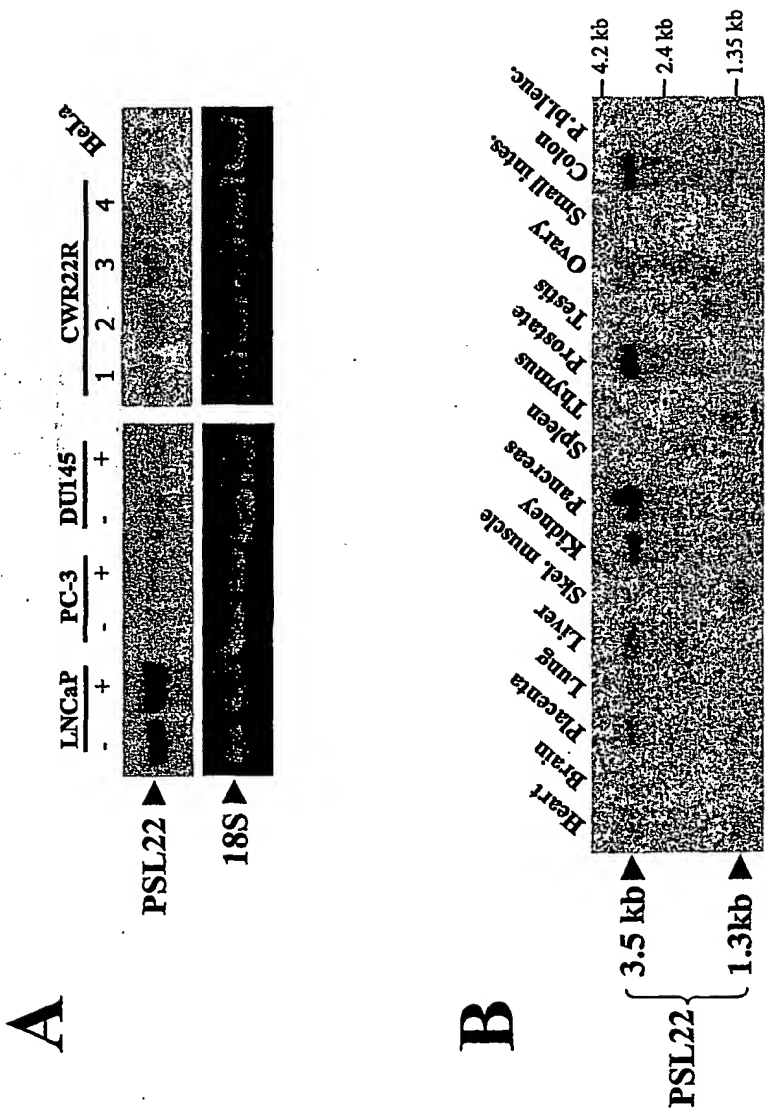 A
LNCaP PC-3 DU145 CWR22R HeLa
- + - + - + 1 2 3 4
PSL22
18S
B
Heart Brain Placenta Lung Liver Skel. muscle Kidney Pancreas Spleen Thymus Prostate Testis Ovary Small intes. Colon P.bl.leuc.
PSL22
3.5 kb
1.3kb
4.2 kb
2.4 kb
1.35 kb